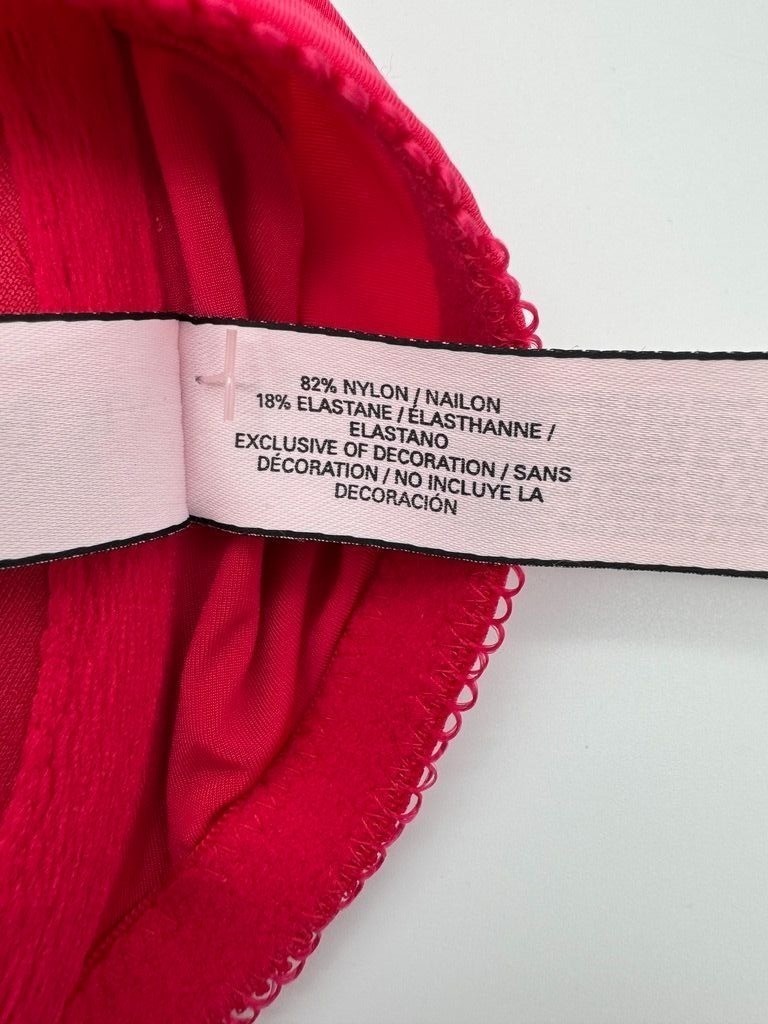 82% NYLON / NAILON
18% ELASTANE / ÉLASTHANNE /
ELASTANO
EXCLUSIVE OF DECORATION / SANS
DÉCORATION / NO INCLUYE LA
DECORACIÓN